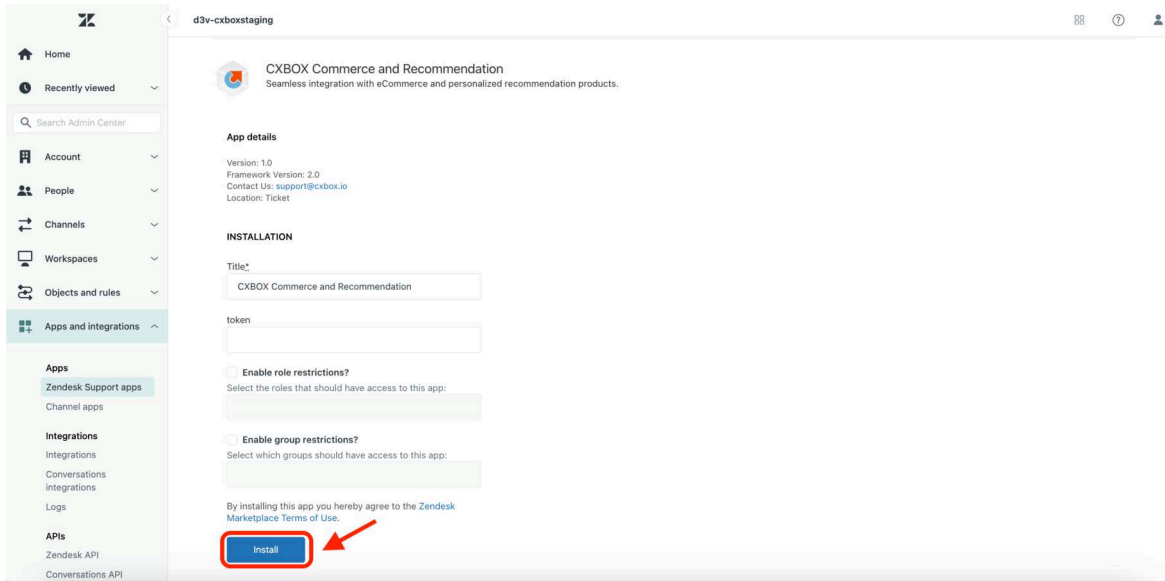 d3v-cxboxstaging
Home
Recently viewed
Search Admin Center
Account
People
Channels
Workspaces
Objects and rules
Apps and integrations
Apps
Zendesk Support apps
Channel apps
Integrations
Integrations
Conversations
integrations
Logs
APIs
Zendesk API
Conversations API
CXBOX Commerce and Recommendation
Seamless integration with eCommerce and personalized recommendation products.
App details
Version: 1.0
Framework Version: 2.0
Contact Us: support@cxbox.io
Location: Ticket
INSTALLATION
Title*
CXBOX Commerce and Recommendation
token
Enable role restrictions?
Select the roles that should have access to this app:
Enable group restrictions?
Select which groups should have access to this app:
By installing this app you hereby agree to the Zendesk
Marketplace Terms of Use.
Install